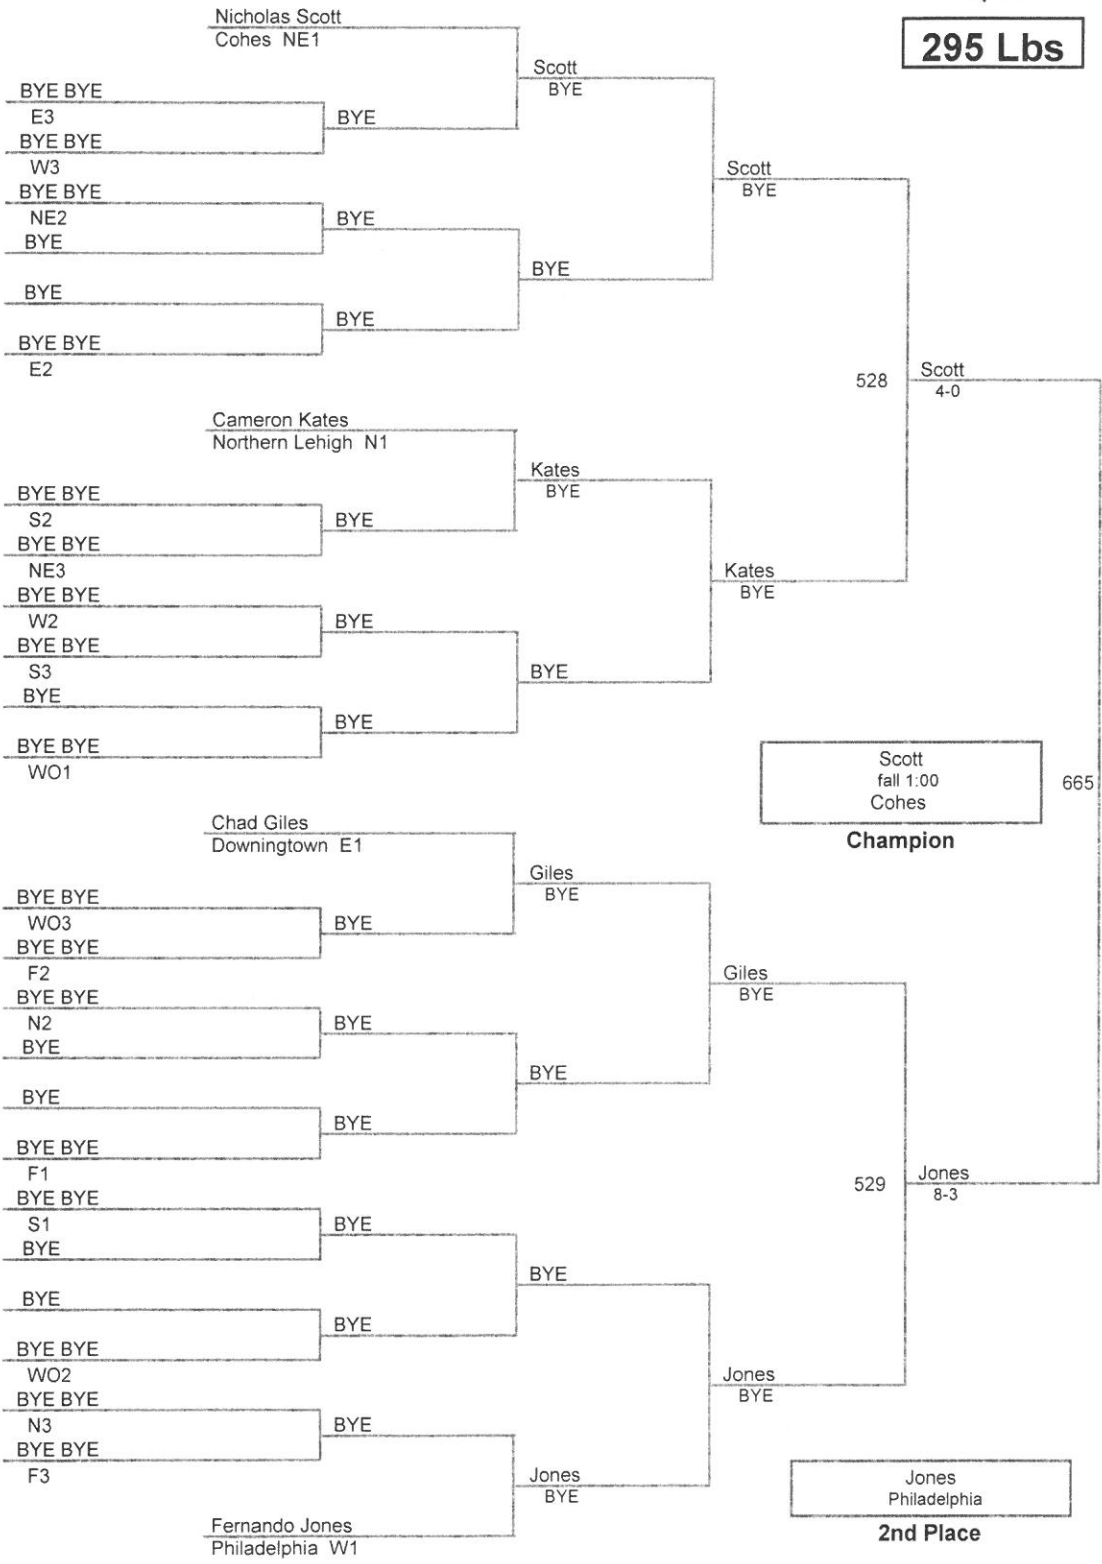 Nicholas Scott
Cohes NE1
295 Lbs
Scott
BYE
BYE BYE
E3
BYE
BYE BYE
W3
Scott
BYE
BYE BYE
NE2
BYE
BYE
BYE
BYE
BYE
BYE BYE
E2
528
Scott
4-0
Cameron Kates
Northern Lehigh N1
Kates
BYE
BYE BYE
S2
BYE
BYE BYE
NE3
Kates
BYE
BYE BYE
W2
BYE
BYE BYE
S3
BYE
BYE
BYE
BYE BYE
WO1
Scott
fall 1:00
Cohes
665
Champion
Chad Giles
Downingtown E1
Giles
BYE
BYE BYE
WO3
BYE
BYE BYE
F2
Giles
BYE
BYE BYE
N2
BYE
BYE
BYE
BYE
BYE
BYE BYE
F1
529
Jones
8-3
BYE BYE
S1
BYE
BYE
BYE
BYE
BYE
BYE BYE
WO2
Jones
BYE
BYE BYE
N3
BYE
BYE BYE
F3
Jones
BYE
Fernando Jones
Philadelphia W1
Jones
Philadelphia
2nd Place